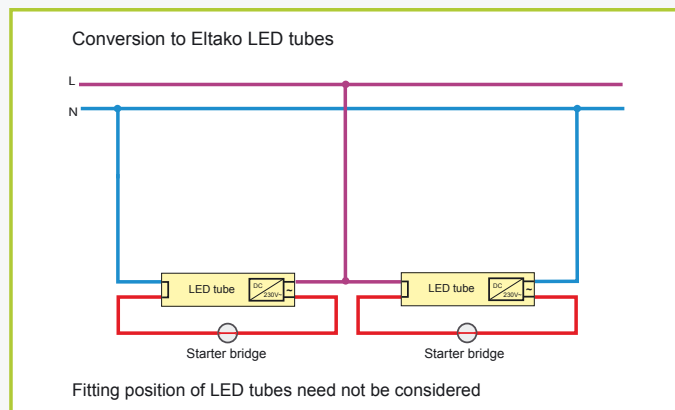 Conversion to Eltako LED tubes
L
N
LED tube
DC
230V~
~
LED tube
DC
230V~
~
Starter bridge
Starter bridge
Fitting position of LED tubes need not be considered